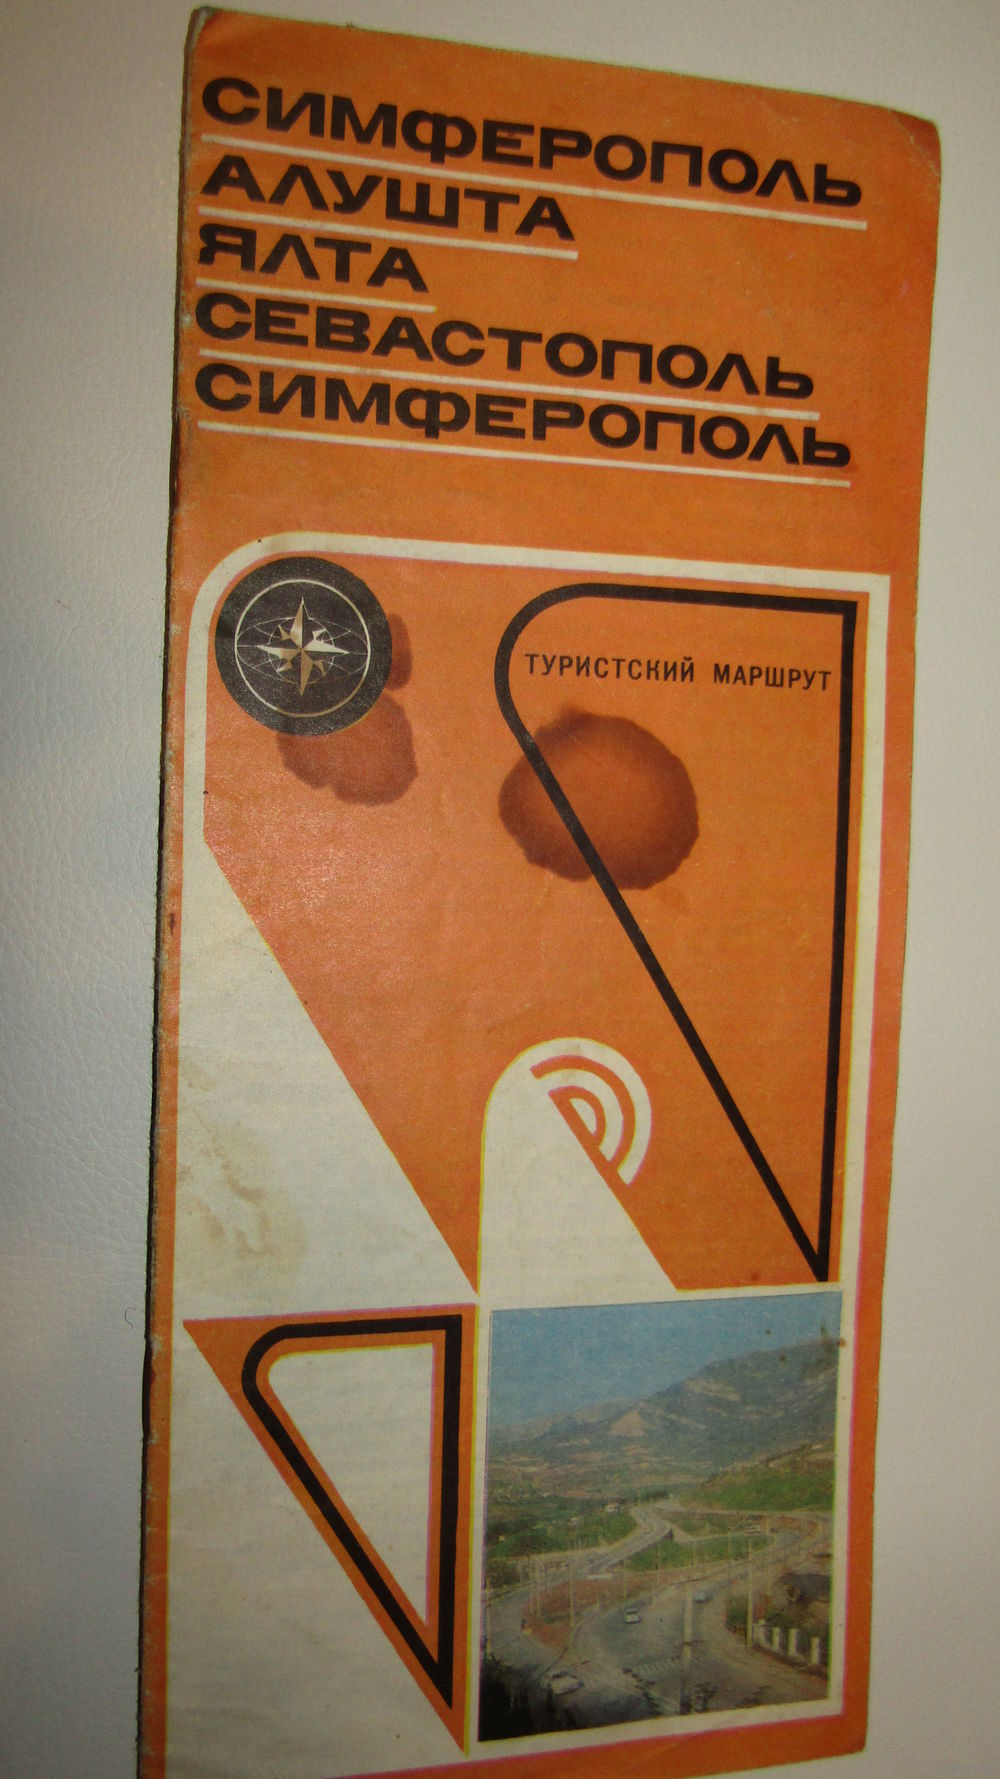 СИМФЕРОПОЛЬ
АЛУШТА
ЯЛТА
СЕВАСТОПОЛЬ
СИМФЕРОПОЛЬ
ТУРИСТСКИЙ МАРШРУТ